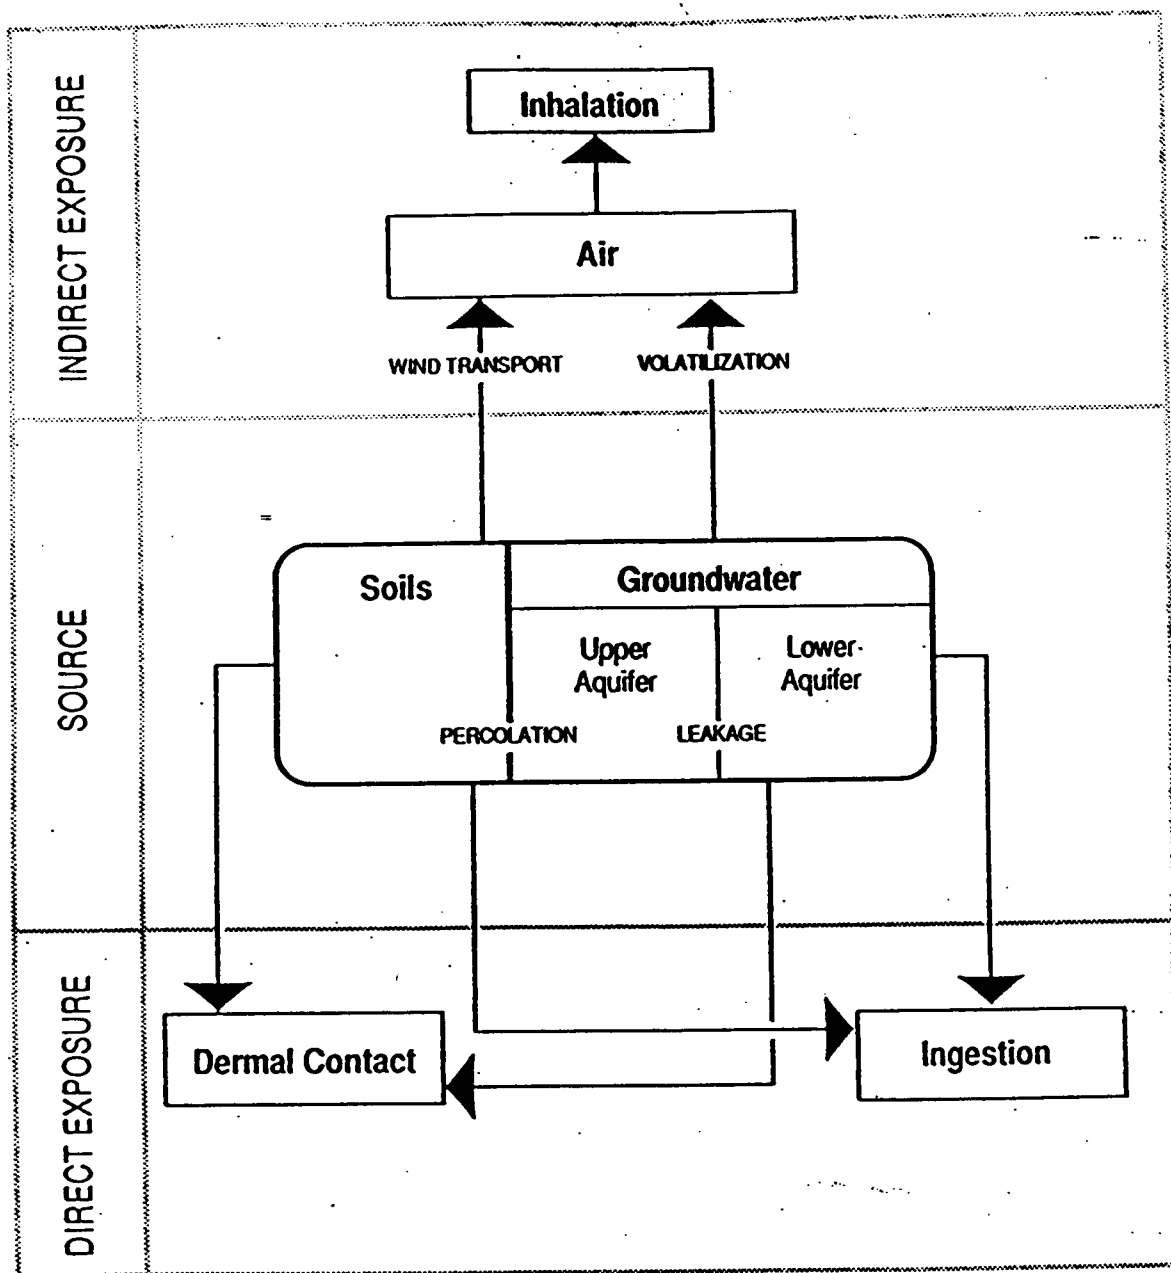 INDIRECT EXPOSURE
Inhalation
Air
WIND TRANSPORT
VOLATILIZATION
SOURCE
Soils
Groundwater
Upper
Aquifer
Lower-
Aquifer
PERCOLATION
LEAKAGE
DIRECT EXPOSURE
Dermal Contact
Ingestion